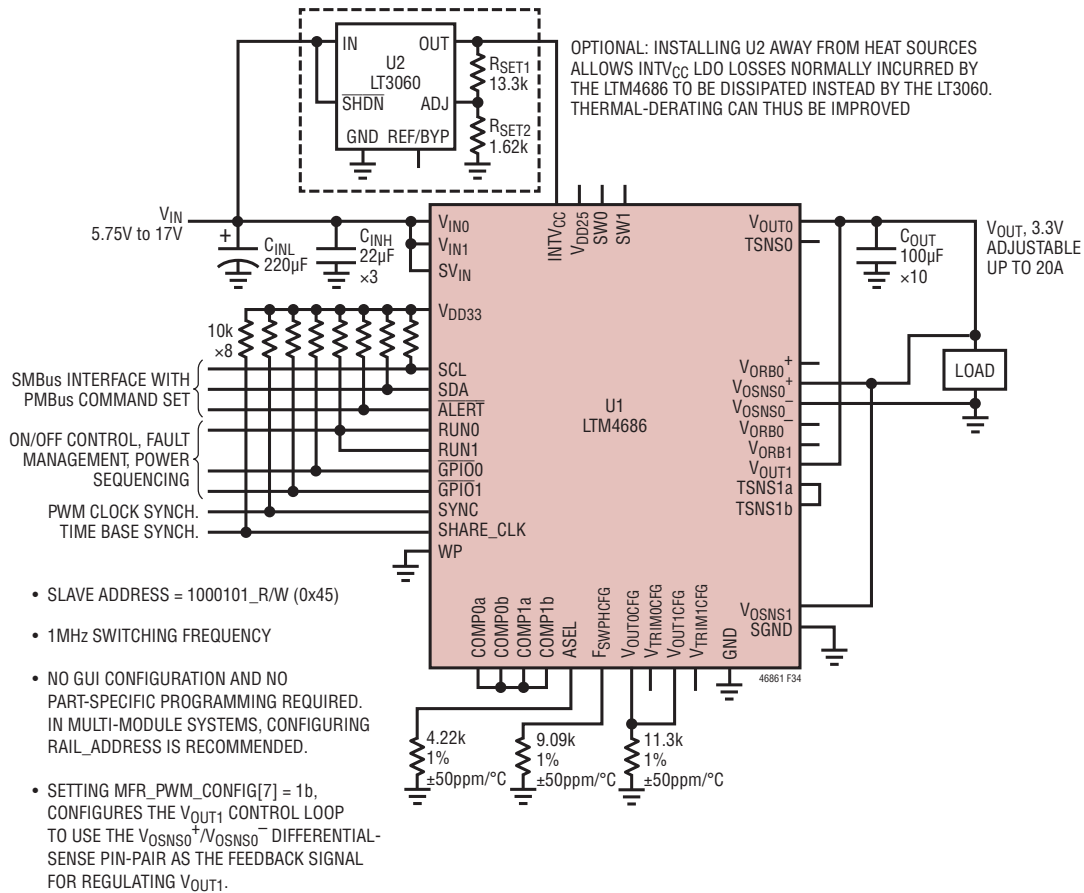 IN
OUT
U2
LT3060
SHDN
ADJ
GND
REF/BYP
RSET1
13.3k
RSET2
1.62k
OPTIONAL: INSTALLING U2 AWAY FROM HEAT SOURCES
ALLOWS INTVCC LDO LOSSES NORMALLY INCURRED BY
THE LTM4686 TO BE DISSIPATED INSTEAD BY THE LT3060.
THERMAL-DERATING CAN THUS BE IMPROVED
VIN
5.75V to 17V
+
CINL
220µF
CINH
22µF
×3
INTVCC
VDD25
SW0
SW1
VIN0
VIN1
SVIN
VDD33
VOUT0
TSNS0
COUT
100µF
×10
VOUT, 3.3V
ADJUSTABLE
UP TO 20A
10k
×8
SMBus INTERFACE WITH
PMBus COMMAND SET
ON/OFF CONTROL, FAULT
MANAGEMENT, POWER
SEQUENCING
PWM CLOCK SYNCH.
TIME BASE SYNCH.
SCL
SDA
ALERT
RUN0
RUN1
GPIO0
GPIO1
SYNC
SHARE_CLK
WP
U1
LTM4686
VORB0+
VOSNS0+
VOSNS0–
VORB0–
VORB1
VOUT1
TSNS1a
TSNS1b
LOAD
VOSNS1
SGND
COMP0a
COMP0b
COMP1a
COMP1b
ASEL
FSWPHCFG
VOUT0CFG
VTRIM0CFG
VOUT1CFG
VTRIM1CFG
GND
46861 F34
4.22k
1%
±50ppm/°C
9.09k
1%
±50ppm/°C
11.3k
1%
±50ppm/°C
• SLAVE ADDRESS = 1000101_R/W (0x45)
• 1MHz SWITCHING FREQUENCY
• NO GUI CONFIGURATION AND NO
PART-SPECIFIC PROGRAMMING REQUIRED.
IN MULTI-MODULE SYSTEMS, CONFIGURING
RAIL_ADDRESS IS RECOMMENDED.
• SETTING MFR_PWM_CONFIG[7] = 1b,
CONFIGURES THE VOUT1 CONTROL LOOP
TO USE THE VOSNS0+/VOSNS0– DIFFERENTIAL-
SENSE PIN-PAIR AS THE FEEDBACK SIGNAL
FOR REGULATING VOUT1.